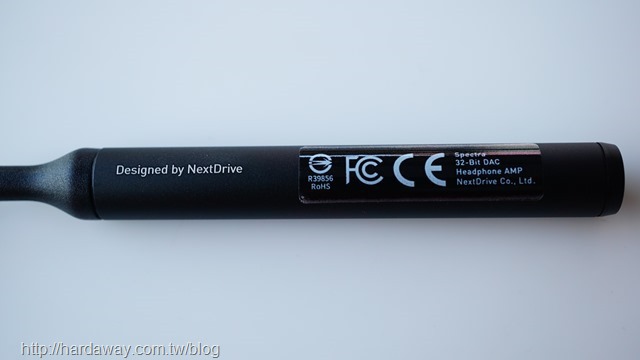 Designed by NextDrive
R39856
RoHS
FC CE
Spectra
32-Bit DAC
Headphone AMP
NextDrive Co., Ltd.
http://hardaway.com.tw/blog